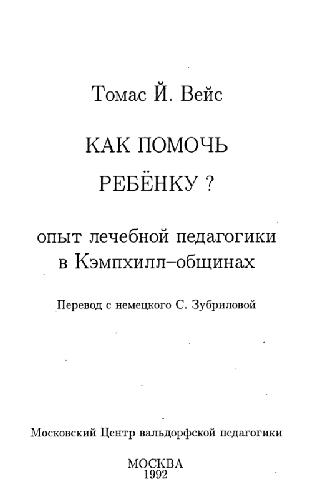 Томас Й. Вейс
КАК ПОМОЧЬ
РЕБЁНКУ ?
опыт лечебной педагогики
в Кэмпхилл–общинах
Перевод с немецкого С. Зубриловой
Московский Центр вальдорфской педагогики
МОСКВА
1992